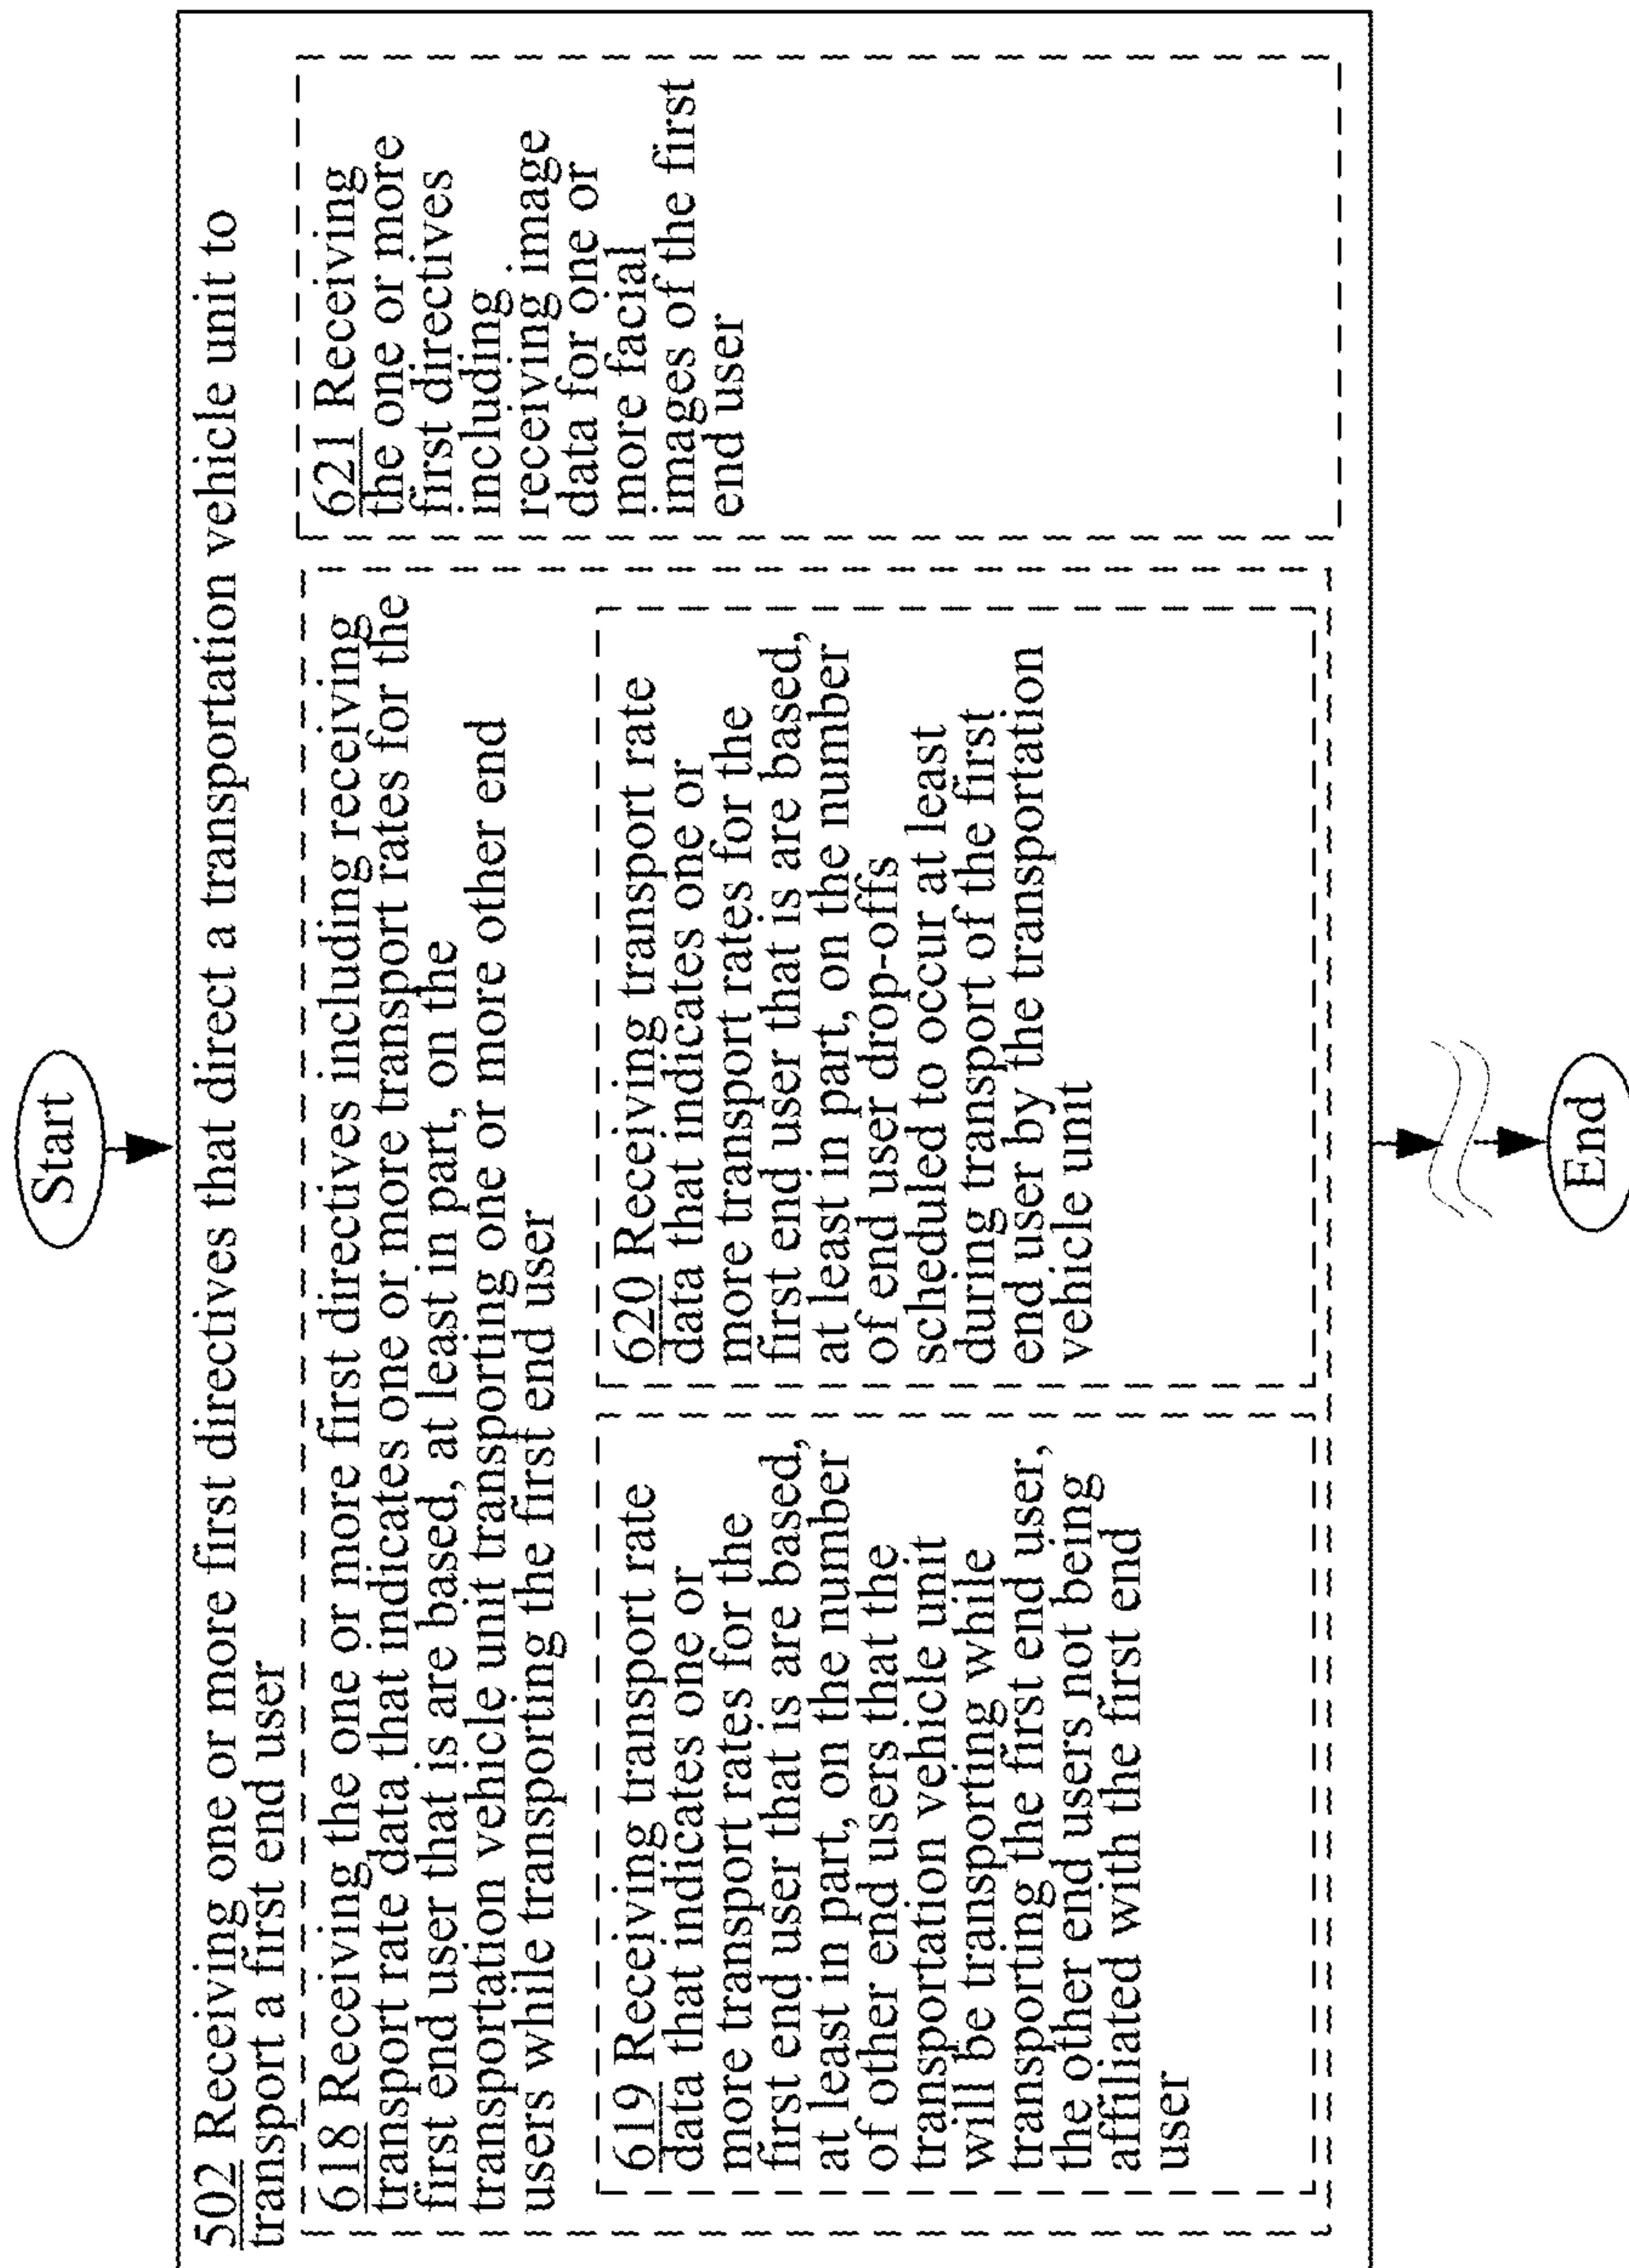 Start
502 Receiving one or more first directives that direct a transportation vehicle unit to
transport a first end user
618 Receiving the one or more first directives including receiving
transport rate data that indicates one or more transport rates for the
first end user that is are based, at least in part, on the
transportation vehicle unit transporting one or more other end
users while transporting the first end user
619 Receiving transport rate
data that indicates one or
more transport rates for the
first end user that is are based,
at least in part, on the number
of other end users that the
transportation vehicle unit
will be transporting while
transporting the first end user,
the other end users not being
affiliated with the first end
user
620 Receiving transport rate
data that indicates one or
more transport rates for the
first end user that is are based,
at least in part, on the number
of end user drop-offs
scheduled to occur at least
during transport of the first
end user by the transportation
vehicle unit
621 Receiving
the one or more
first directives
including
receiving image
data for one or
more facial
images of the first
end user
End